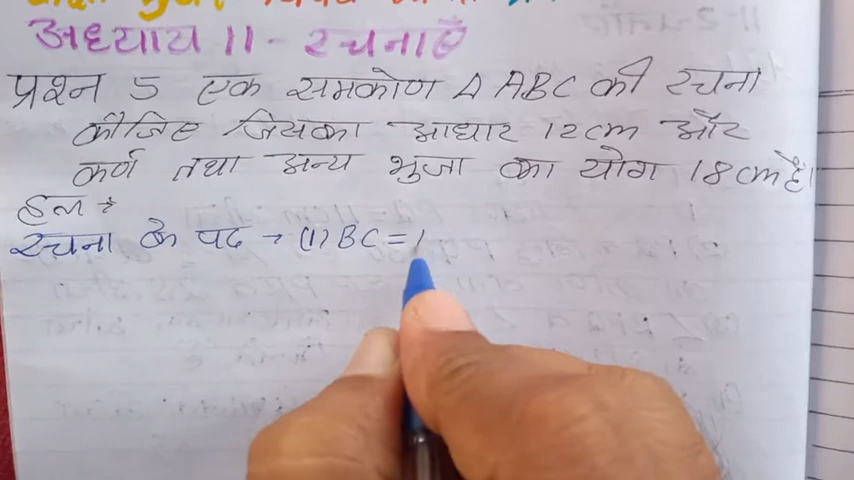 अध्याय 11 - रचनाएँ
प्रश्न 5 एक समकोण Δ ABC की रचना
कीजिए जिसका आधार 12cm और
कर्ण तथा अन्य भुजा का योग 18cm है।
हल →
रचना के पद → (1) BC = 1